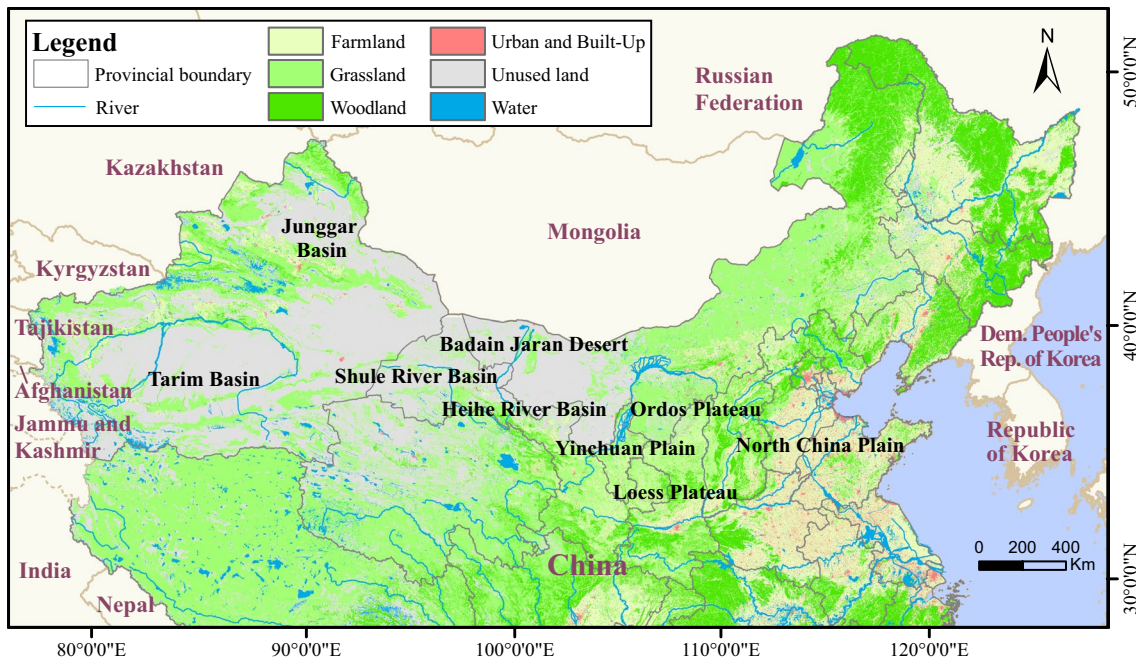 Legend
Provincial boundary
River
Farmland
Grassland
Woodland
Urban and Built-Up
Unused land
Water
N
Russian
Federation
Kazakhstan
Mongolia
Junggar
Basin
Kyrgyzstan
Tajikistan
Afghanistan
Jammu and
Kashmir
Tarim Basin
Badain Jaran Desert
Shule River Basin
Heihe River Basin
Ordos Plateau
Yinchuan Plain
North China Plain
Loess Plateau
Dem. People's
Rep. of Korea
Republic
of Korea
China
India
Nepal
0 200 400
Km
50°0'0"N
40°0'0"N
30°0'0"N
80°0'0"E
90°0'0"E
100°0'0"E
110°0'0"E
120°0'0"E